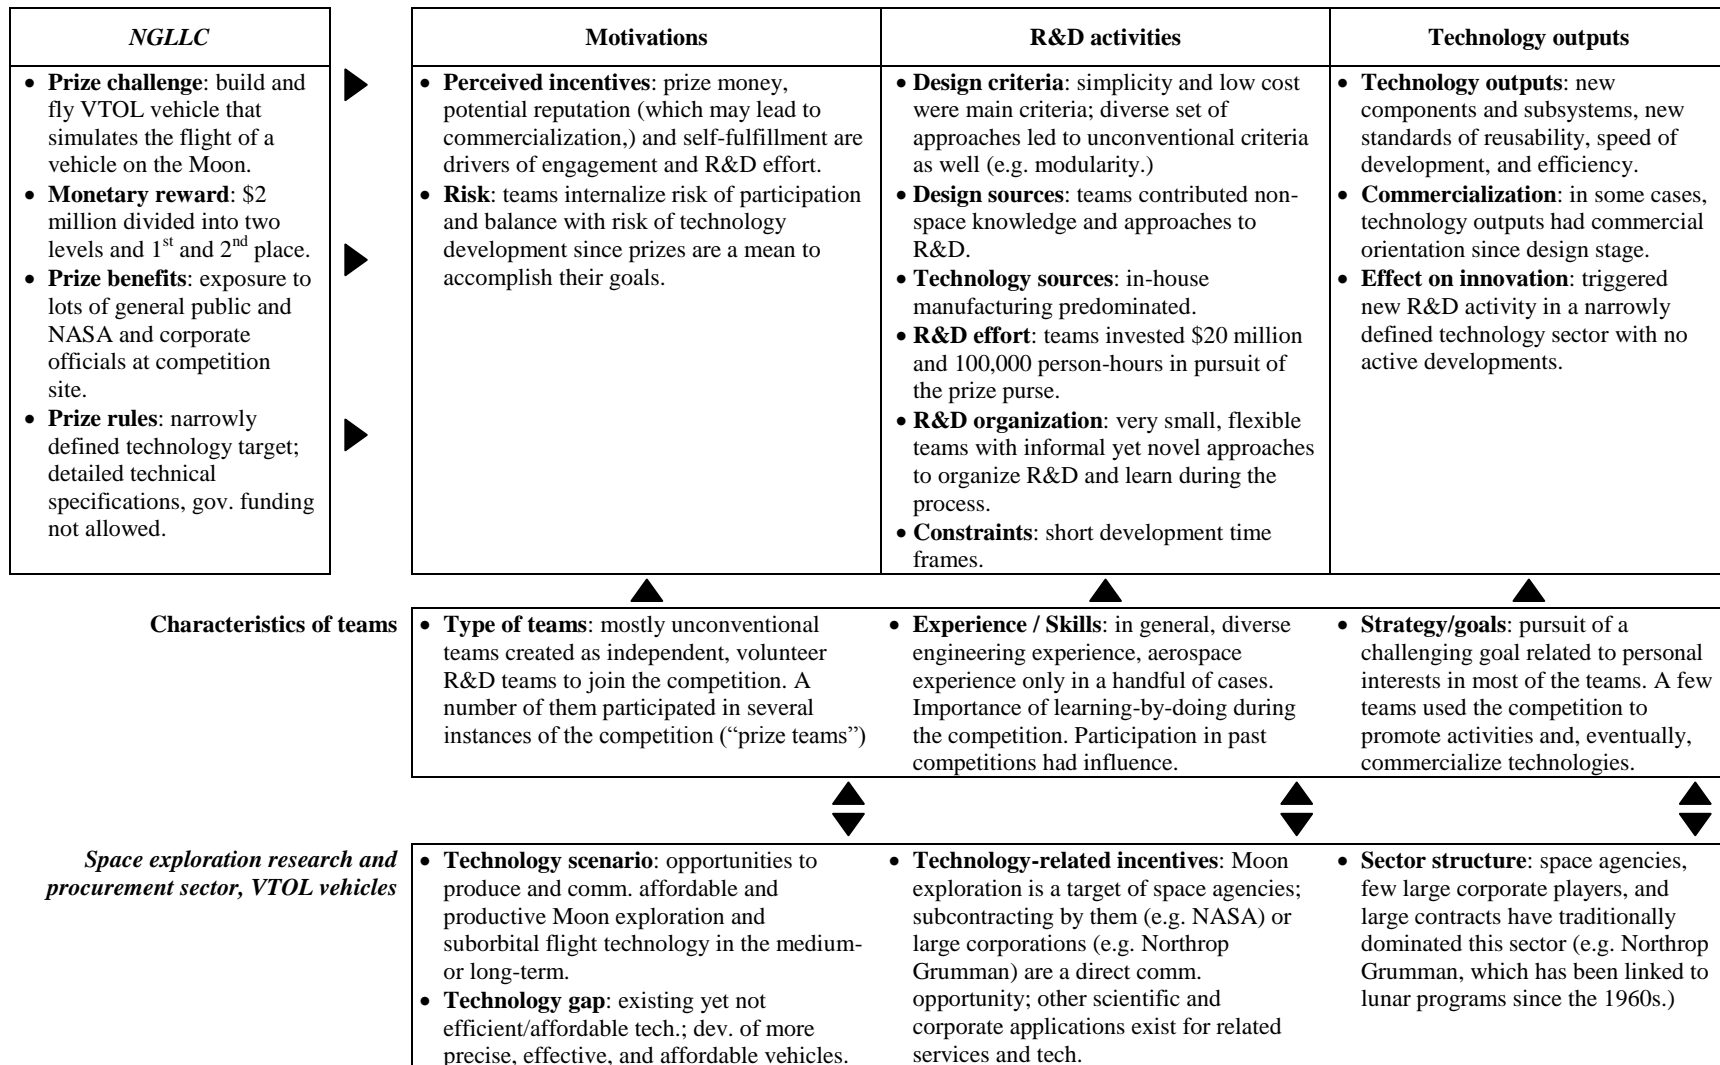 NGLLC
• Prize challenge: build and
fly VTOL vehicle that
simulates the flight of a
vehicle on the Moon.
• Monetary reward: $2
million divided into two
levels and 1st and 2nd place.
• Prize benefits: exposure to
lots of general public and
NASA and corporate
officials at competition
site.
• Prize rules: narrowly
defined technology target;
detailed technical
specifications, gov. funding
not allowed.
Motivations
• Perceived incentives: prize money,
potential reputation (which may lead to
commercialization,) and self-fulfillment are
drivers of engagement and R&D effort.
• Risk: teams internalize risk of participation
and balance with risk of technology
development since prizes are a mean to
accomplish their goals.
R&D activities
• Design criteria: simplicity and low cost
were main criteria; diverse set of
approaches led to unconventional criteria
as well (e.g. modularity.)
• Design sources: teams contributed non-
space knowledge and approaches to
R&D.
• Technology sources: in-house
manufacturing predominated.
• R&D effort: teams invested $20 million
and 100,000 person-hours in pursuit of
the prize purse.
• R&D organization: very small, flexible
teams with informal yet novel approaches
to organize R&D and learn during the
process.
• Constraints: short development time
frames.
Technology outputs
• Technology outputs: new
components and subsystems, new
standards of reusability, speed of
development, and efficiency.
• Commercialization: in some cases,
technology outputs had commercial
orientation since design stage.
• Effect on innovation: triggered
new R&D activity in a narrowly
defined technology sector with no
active developments.
Characteristics of teams
• Type of teams: mostly unconventional
teams created as independent, volunteer
R&D teams to join the competition. A
number of them participated in several
instances of the competition (“prize teams”)
• Experience / Skills: in general, diverse
engineering experience, aerospace
experience only in a handful of cases.
Importance of learning-by-doing during
the competition. Participation in past
competitions had influence.
• Strategy/goals: pursuit of a
challenging goal related to personal
interests in most of the teams. A few
teams used the competition to
promote activities and, eventually,
commercialize technologies.
Space exploration research and
procurement sector, VTOL vehicles
• Technology scenario: opportunities to
produce and comm. affordable and
productive Moon exploration and
suborbital flight technology in the medium-
or long-term.
• Technology gap: existing yet not
efficient/affordable tech.; dev. of more
precise, effective, and affordable vehicles.
• Technology-related incentives: Moon
exploration is a target of space agencies;
subcontracting by them (e.g. NASA) or
large corporations (e.g. Northrop
Grumman) are a direct comm.
opportunity; other scientific and
corporate applications exist for related
services and tech.
• Sector structure: space agencies,
few large corporate players, and
large contracts have traditionally
dominated this sector (e.g. Northrop
Grumman, which has been linked to
lunar programs since the 1960s.)